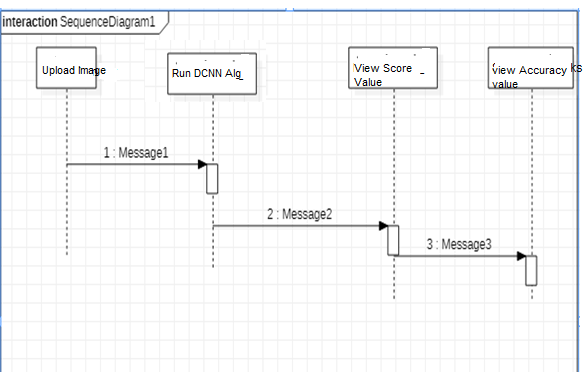 interaction SequenceDiagram1
Upload Image
Run DCNN Alg
View Score
Value
view Accuracy
value
1 : Message1
2 : Message2
3 : Message3